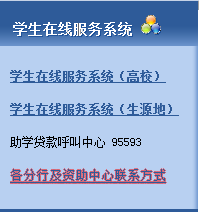 学生在线服务系统
学生在线服务系统（高校）
学生在线服务系统（生源地）
助学贷款呼叫中心 95593
各分行及资助中心联系方式